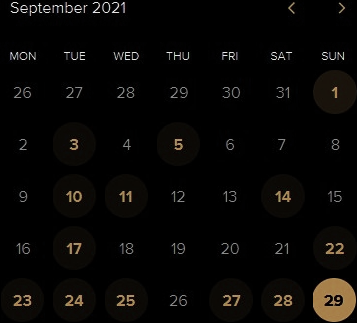 September 2021 < >
MON TUE WED THU FRI SAT SUN
26 27 28 29 30 31 1
2 3 4 5 6 7 8
9 10 11 12 13 14 15
16 17 18 19 20 21 22
23 24 25 26 27 28 29